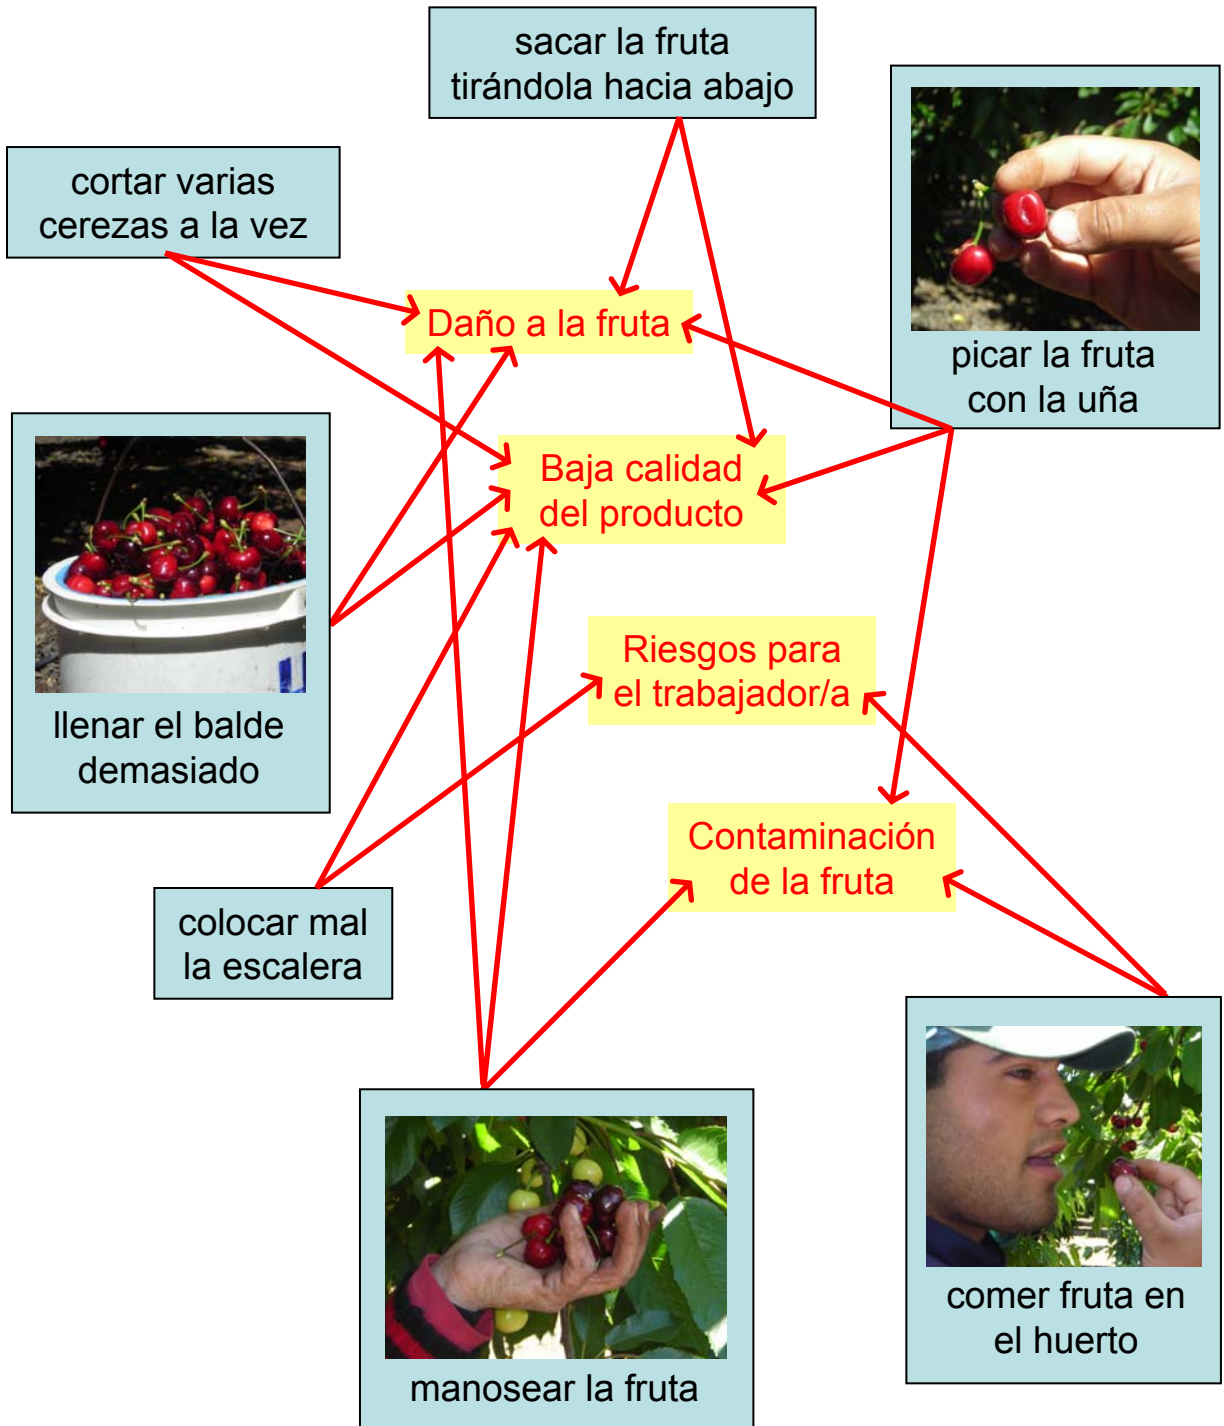 sacar la fruta
tirándola hacia abajo
cortar varias
cerezas a la vez
picar la fruta
con la uña
Daño a la fruta
Baja calidad
del producto
llenar el balde
demasiado
Riesgos para
el trabajador/a
Contaminación
de la fruta
colocar mal
la escalera
manosear la fruta
comer fruta en
el huerto